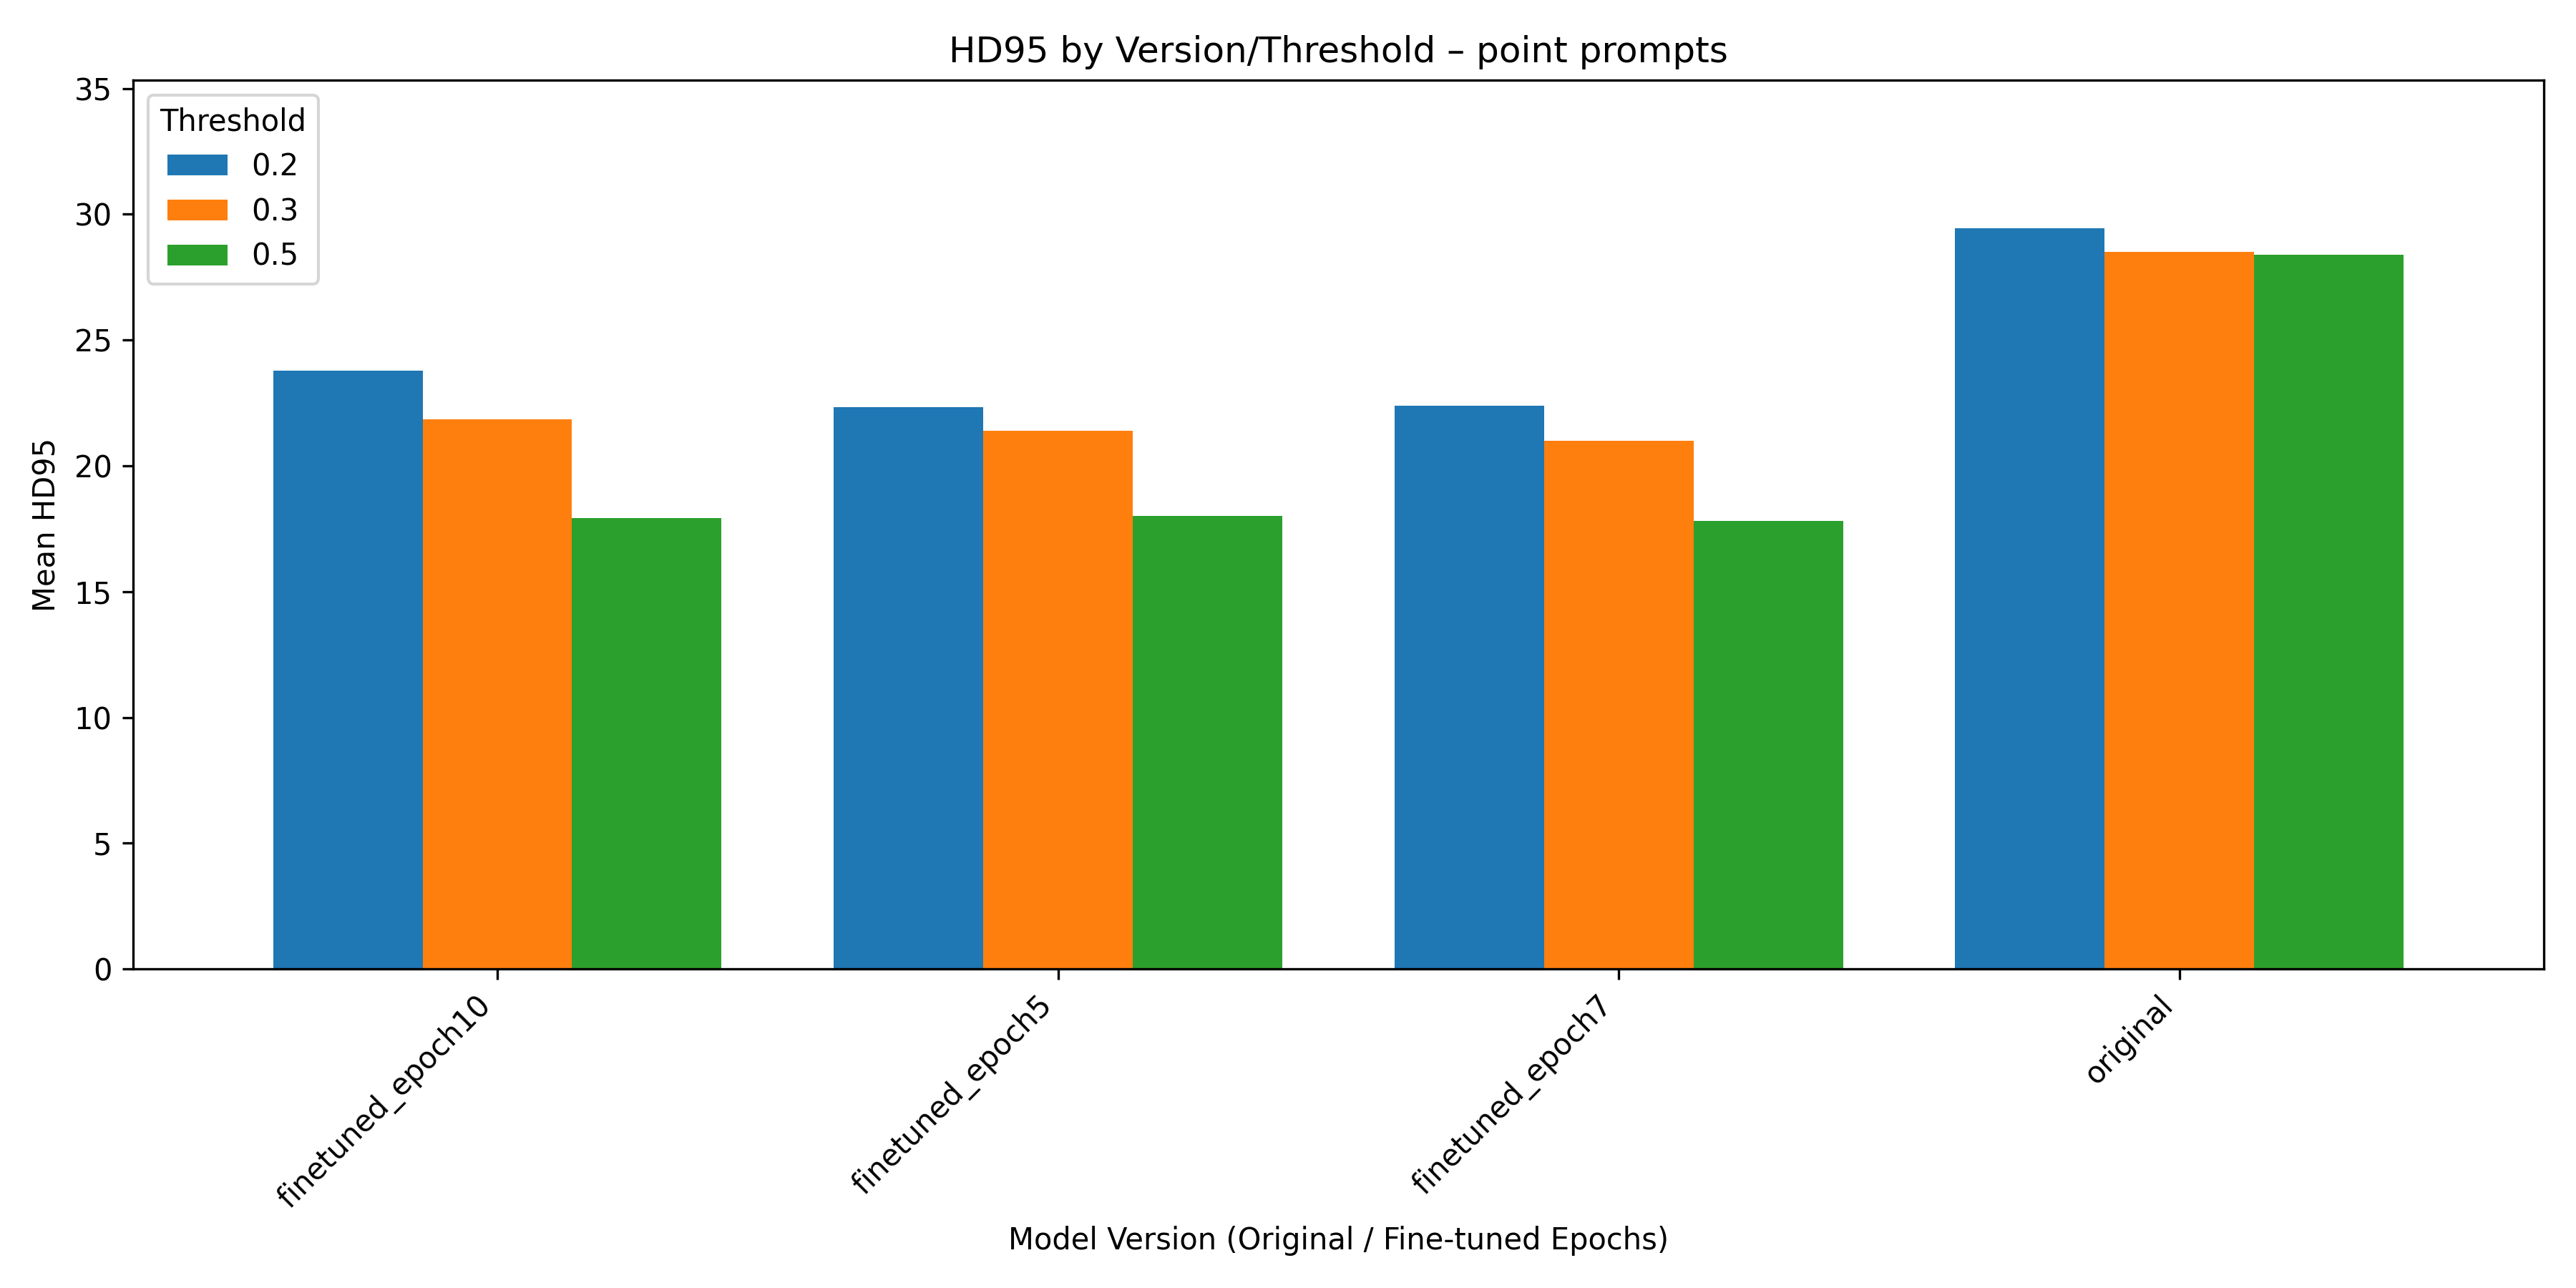 HD95 by Version/Threshold – point prompts
Threshold
0.2
0.3
0.5
Mean HD95
35
30
25
20
15
10
5
0
finetuned_epoch10
finetuned_epoch5
finetuned_epoch7
original
Model Version (Original / Fine-tuned Epochs)